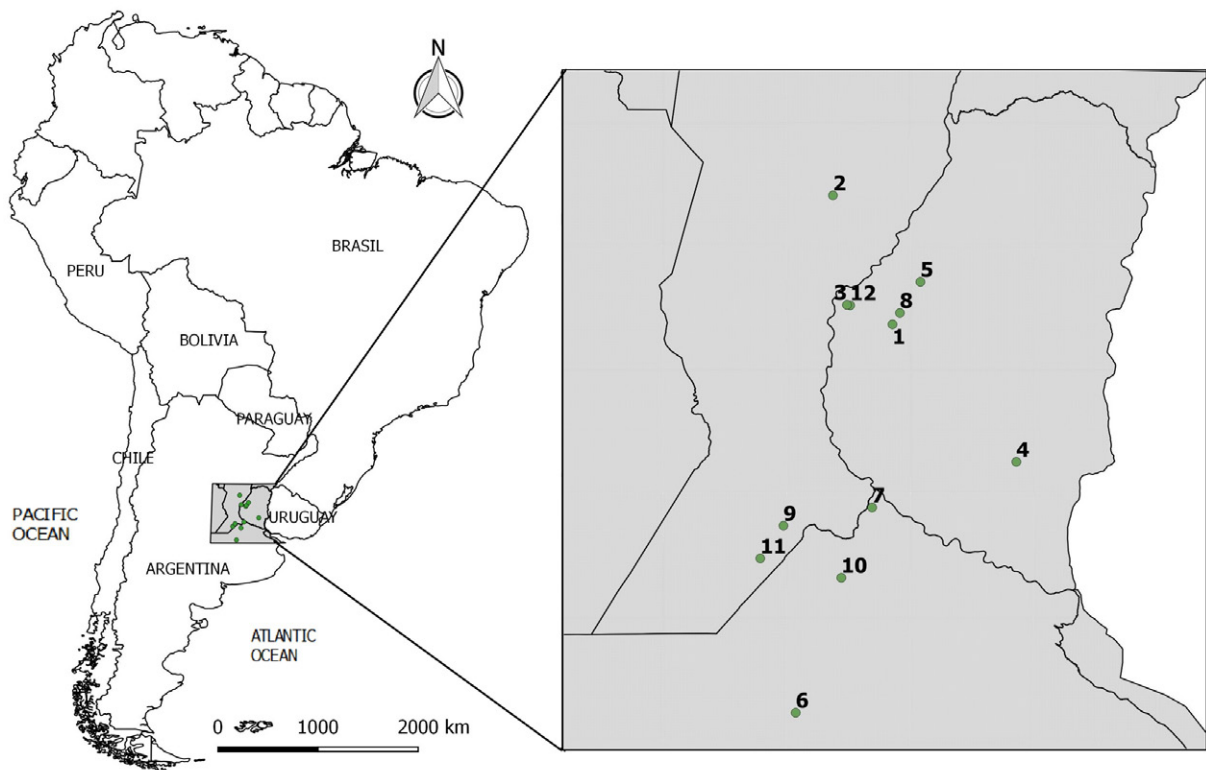 N
BRASIL
PERU
BOLIVIA
PARAGUAY
CHILE
PACIFIC
OCEAN
URUGUAY
ARGENTINA
ATLANTIC
OCEAN
0 1000 2000 km
2
5
3 12
8
1
4
7
9
11
10
6